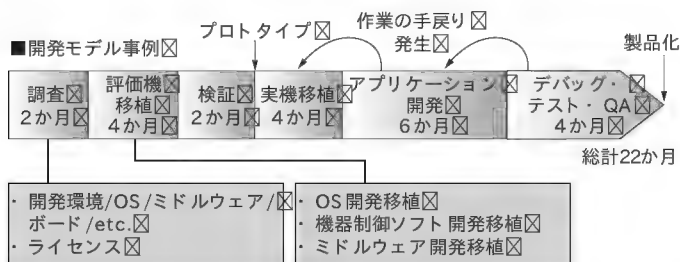 プロトタイプ
作業の手戻り
発生
■開発モデル事例
製品化
調査
2か月
評価機
移植
4か月
検証
2か月
実機移植
4か月
アプリケーション
開発
6か月
デバッグ・
テスト・QA
4か月
総計22か月
・開発環境/OS/ミドルウェア/
ボード/etc.
・ライセンス
・OS開発移植
・機器制御ソフト開発移植
・ミドルウェア開発移植